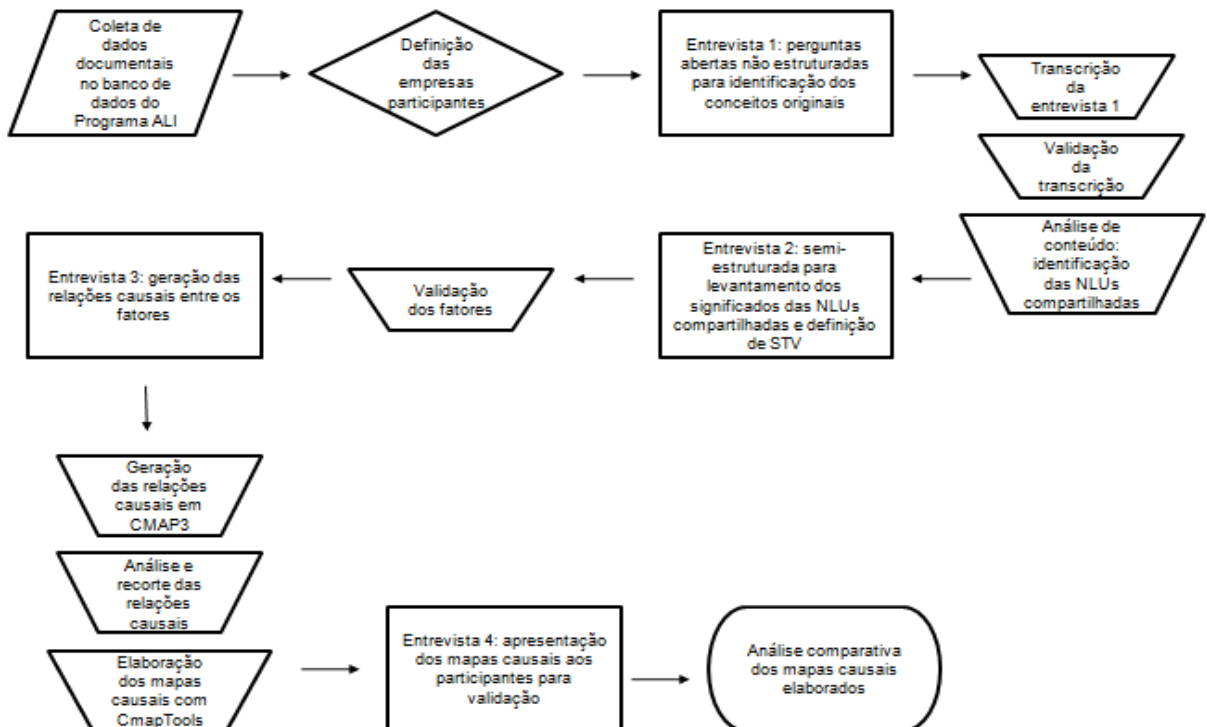 Coleta de
dados
documentais
no banco de
dados do
Programa ALI
Definição
das
empresas
participantes
Entrevista 1: perguntas
abertas não estruturadas
para identificação dos
conceitos originais
Transcrição
da
entrevista 1
Validação
da
transcrição
Análise de
conteúdo:
identificação
das NLUs
compartilhadas
Entrevista 2: semi-
estruturada para
levantamento dos
significados das NLUs
compartilhadas e definição
de STV
Validação
dos fatores
Entrevista 3: geração das
relações causais entre os
fatores
Geração
das relações
causais em
CMAP3
Análise e
recorte das
relações
causais
Elaboração
dos mapas
causais com
CmapTools
Entrevista 4: apresentação
dos mapas causais aos
participantes para
validação
Análise comparativa
dos mapas causais
elaborados